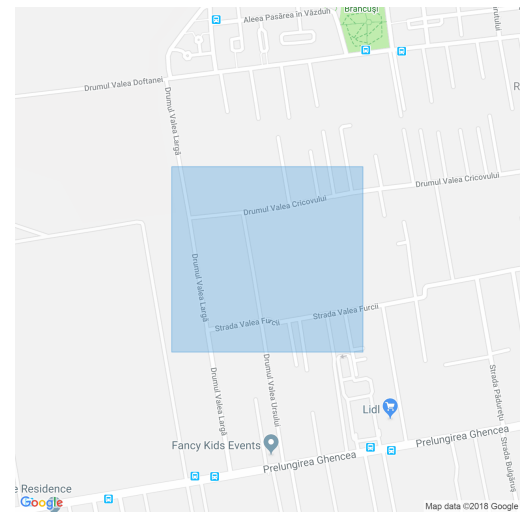 Brâncuși
Aleea Pasărea în Văzduh
Drumul Valea Doftanei
R
Drumul Valea Largă
Drumul Valea Cricovului
Drumul Valea Cricovului
Drumul Valea Largă
Strada Valea Furcii
Strada Valea Furcii
Drumul Valea Ursului
Drumul Valea Largă
Strada Pădurețu
Lidl
Fancy Kids Events
Prelungirea Ghencea
Prelungirea Ghencea
Strada Bulgăruș
e Residence
Google
Map data ©2018 Google